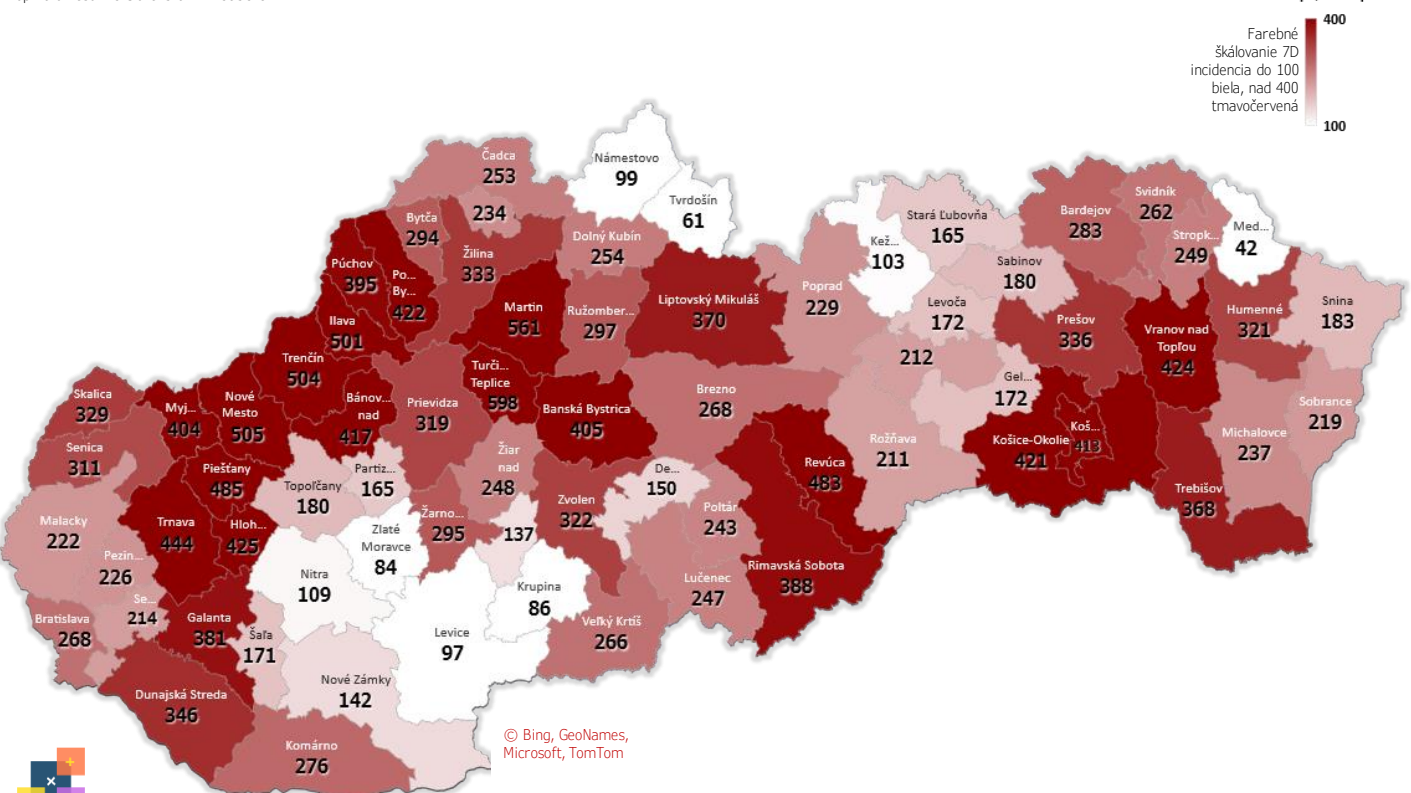 400
Farebné
škálovanie 7D
incidencia do 100
biela, nad 400
tmavočervená
100
Čadca
253
Námestovo
99
Tvrdošín
61
234
Bytča
294
Žilina
333
Dolný Kubín
254
Púchov
395
Po...
By...
422
Ilava
501
Martin
561
Ružomber...
297
Liptovský Mikuláš
370
Poprad
229
Kež...
103
Stará Ľubovňa
165
Sabinov
180
Levoča
172
Bardejov
283
Svidník
262
Stropk...
249
Med...
42
Humenné
321
Snina
183
Prešov
336
Vranov nad
Topľou
424
212
Gel...
172
Trenčín
504
Turči...
Teplice
598
Bánov...
nad
417
Prievidza
319
Banská Bystrica
405
Brezno
268
Skalica
329
Myj...
404
Nové
Mesto
505
Senica
311
Piešťany
485
Topoľčany
180
Partiz...
165
Žiar
nad
248
Revúca
483
Rožňava
211
Košice-Okolie
421
Koš...
413
Michalovce
237
Sobrance
219
Trebišov
368
De...
150
Zvolen
322
Poltár
243
Žarno...
295
137
Zlaté
Moravce
84
Malacky
222
Trnava
444
Hloh...
425
Pezin...
226
Nitra
109
Krupina
86
Lučenec
247
Rimavská Sobota
388
Se...
214
Bratislava
268
Galanta
381
Šaľa
171
Levice
97
Veľký Krtíš
266
Dunajská Streda
346
Nové Zámky
142
Komárno
276
© Bing, GeoNames,
Microsoft, TomTom